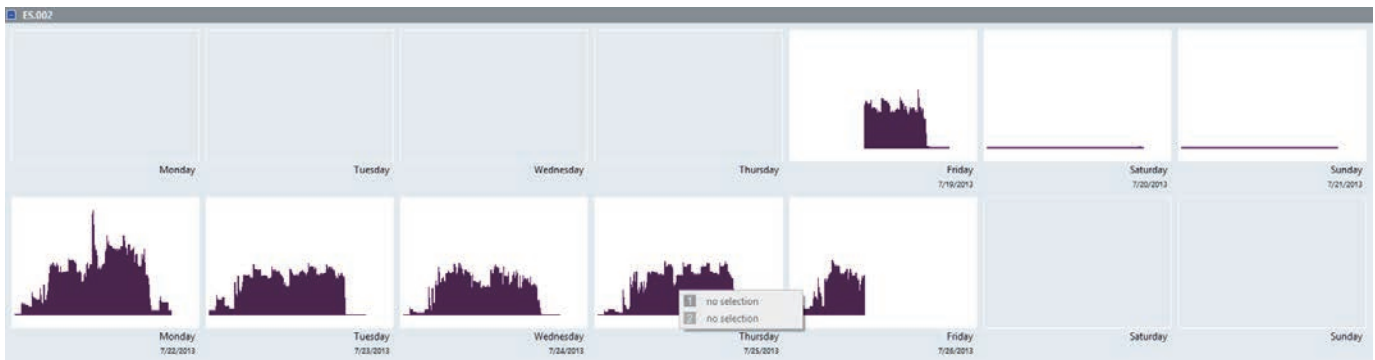 ES.002
Monday Tuesday Wednesday Thursday Friday Saturday Sunday
7/19/2013 7/20/2013 7/21/2013
1 no selection
2 no selection
Monday Tuesday Wednesday Thursday Friday Saturday Sunday
7/22/2013 7/23/2013 7/24/2013 7/25/2013 7/26/2013